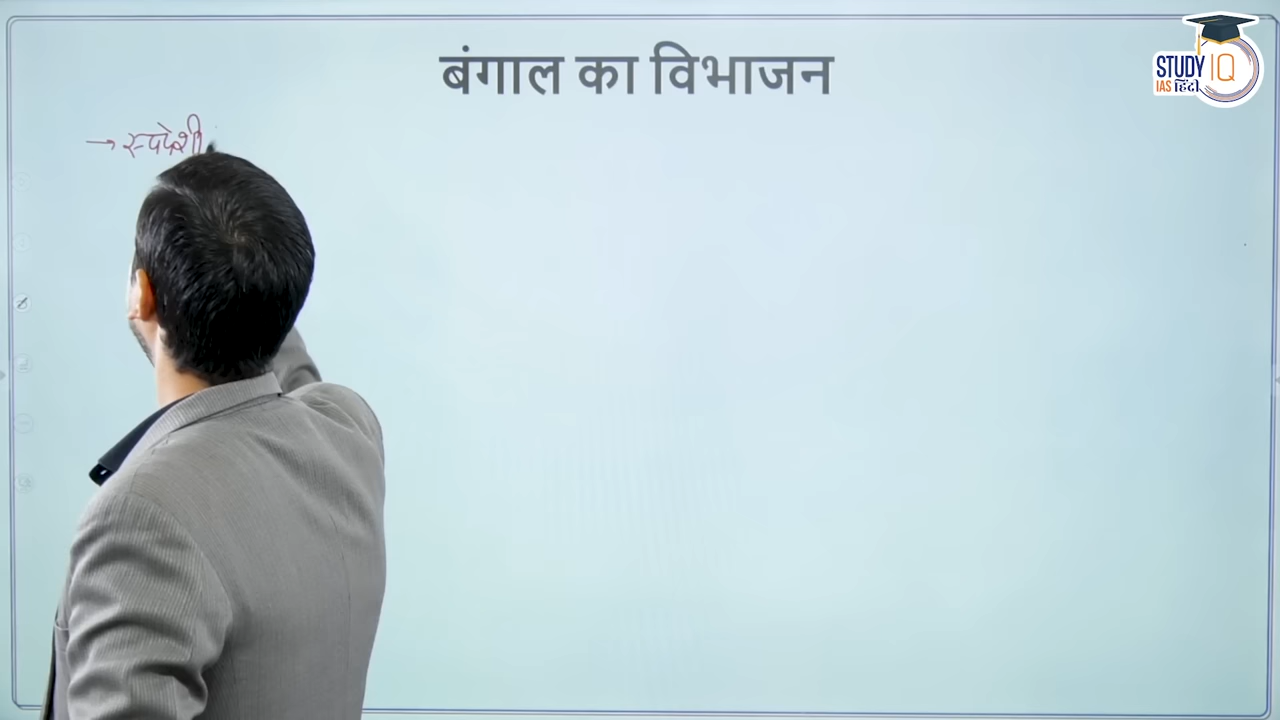 बंगाल का विभाजन
STUDY IQ
IAS हिंदी
→ स्वदेशी